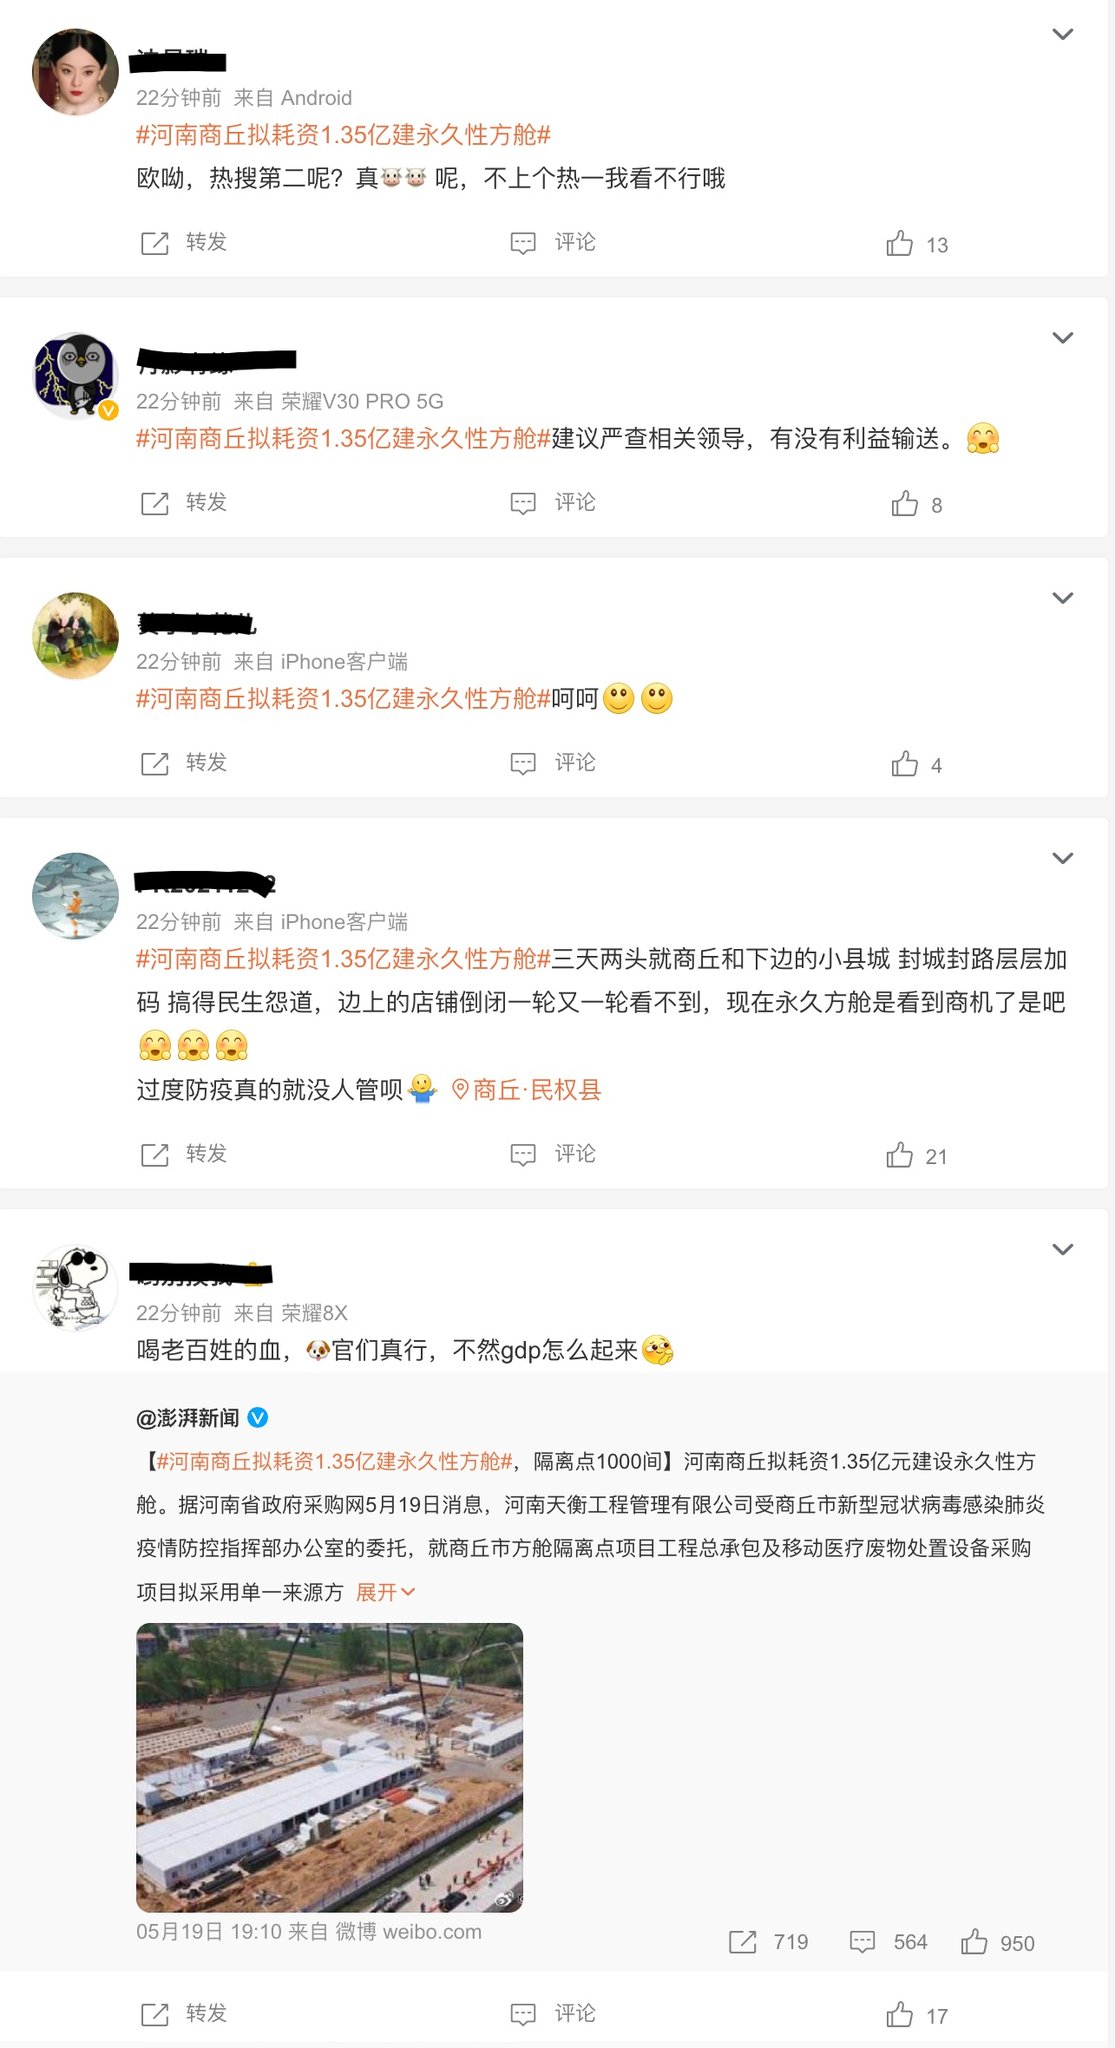 22分钟前 来自 Android
#河南商丘拟耗资1.35亿建永久性方舱#
欧呦，热搜第二呢？真🐮🐮 呢，不上个热一我看不行哦
转发 评论 13
22分钟前 来自 荣耀V30 PRO 5G
#河南商丘拟耗资1.35亿建永久性方舱#建议严查相关领导，有没有利益输送。🤗
转发 评论 8
22分钟前 来自 iPhone客户端
#河南商丘拟耗资1.35亿建永久性方舱#呵呵🙂🙂
转发 评论 4
22分钟前 来自 iPhone客户端
#河南商丘拟耗资1.35亿建永久性方舱#三天两头就商丘和下边的小县城 封城封路层层加
码 搞得民生怨道，边上的店铺倒闭一轮又一轮看不到，现在永久方舱是看到商机了是吧
🤗🤗🤗
过度防疫真的就没人管呗🤷 商丘·民权县
转发 评论 21
22分钟前 来自 荣耀8X
喝老百姓的血，🐶官们真行，不然gdp怎么起来
@澎湃新闻
【#河南商丘拟耗资1.35亿建永久性方舱#，隔离点1000间】河南商丘拟耗资1.35亿元建设永久性方
舱。据河南省政府采购网5月19日消息，河南天衡工程管理有限公司受商丘市新型冠状病毒感染肺炎
疫情防控指挥部办公室的委托，就商丘市方舱隔离点项目工程总承包及移动医疗废物处置设备采购
项目拟采用单一来源方 展开
05月19日 19:10 来自 微博 weibo.com
719 564 950
转发 评论 17